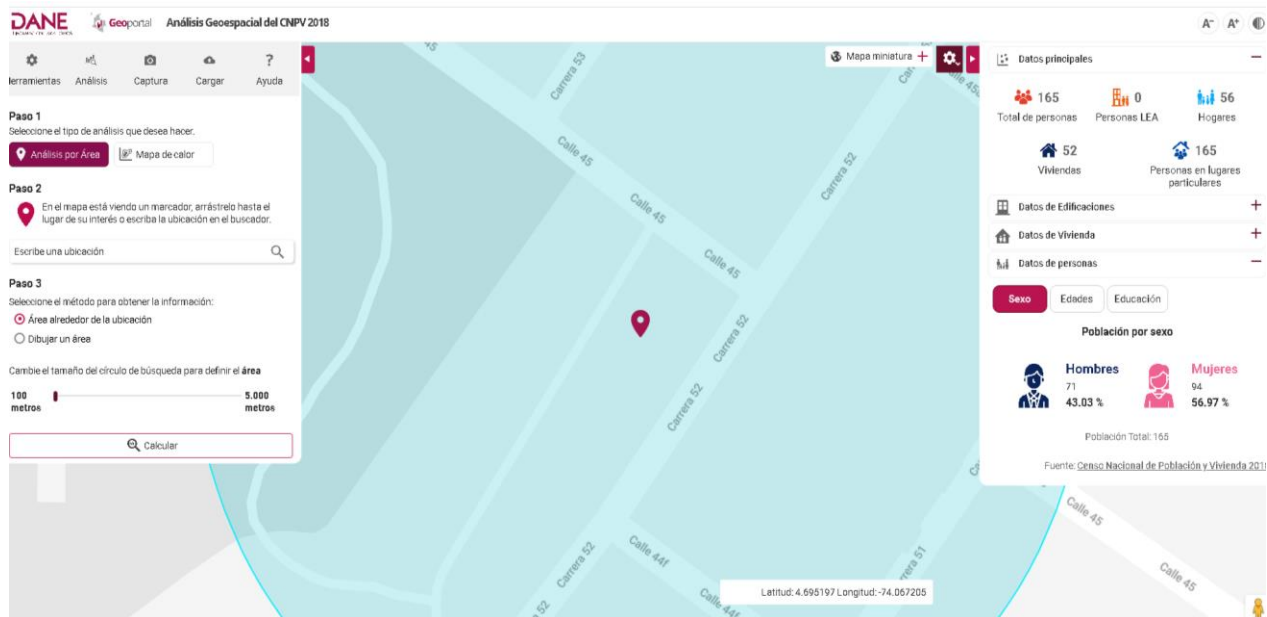 DANE
Geoportal
Análisis Geoespacial del CNPV 2018
A- A+
lerramientas
Análisis
Captura
Cargar
Ayuda
Paso 1
Seleccione el tipo de análisis que desea hacer.
Análisis por Área
Mapa de calor
Paso 2
En el mapa está viendo un marcador, arrástrelo hasta el
lugar de su interés o escriba la ubicación en el buscador.
Escribe una ubicación
Paso 3
Seleccione el método para obtener la información:
Área alrededor de la ubicación
Dibujar un área
Cambie el tamaño del círculo de búsqueda para definir el área
100
metros
5.000
metros
Calcular
Mapa miniatura
45
Carrera 53
Calle 45
Calle 45
Calle 45
Carrera 52
Carrera 52
Carrera 52
Carrera 52
Calle 44f
52
Calle 44f
rera 51
Calle 45
Calle 45
Latitud: 4.695197 Longitud: -74.067205
Datos principales
165
Total de personas
0
Personas LEA
56
Hogares
52
Viviendas
165
Personas en lugares
particulares
Datos de Edificaciones
Datos de Vivienda
Datos de personas
Sexo
Edades
Educación
Población por sexo
Hombres
71
43.03 %
Mujeres
94
56.97 %
Población Total: 165
Fuente: Censo Nacional de Población y Vivienda 201